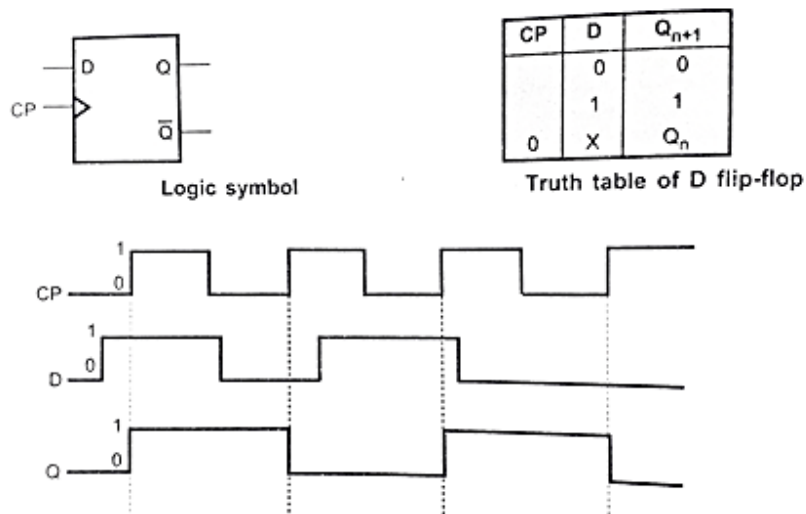 D Q
CP
Q̅
Logic symbol
CP D Qn+1
0 0
1 1
0 X Qn
Truth table of D flip-flop
1
0
CP
1
0
D
1
0
Q